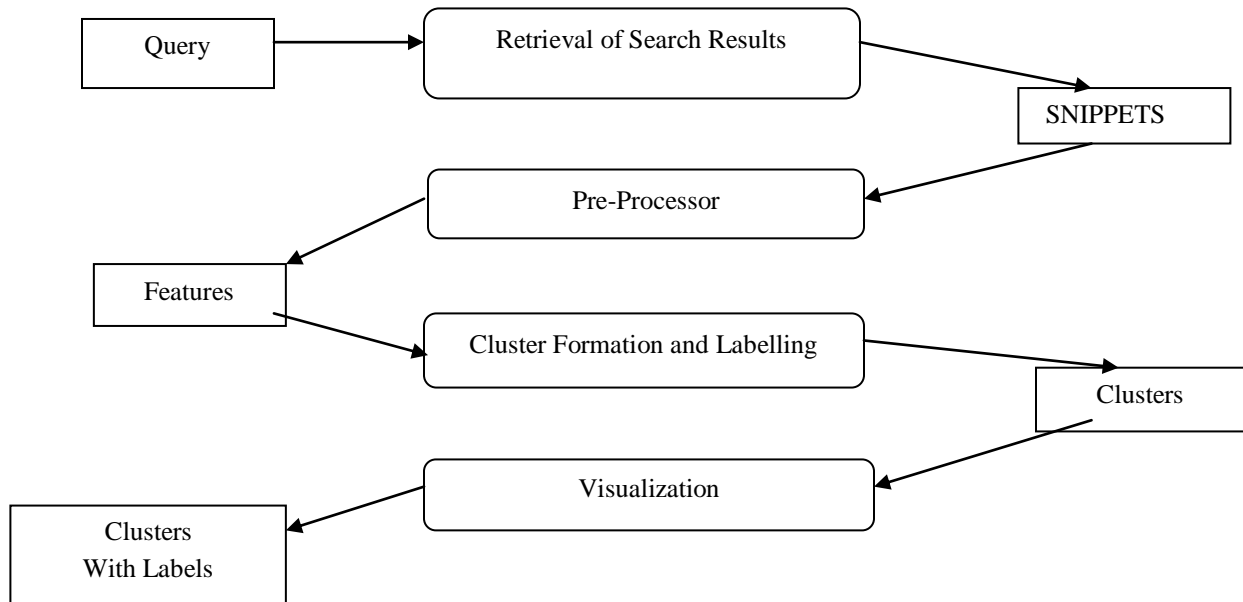 Query
Retrieval of Search Results
SNIPPETS
Pre-Processor
Features
Cluster Formation and Labelling
Clusters
Visualization
Clusters
With Labels